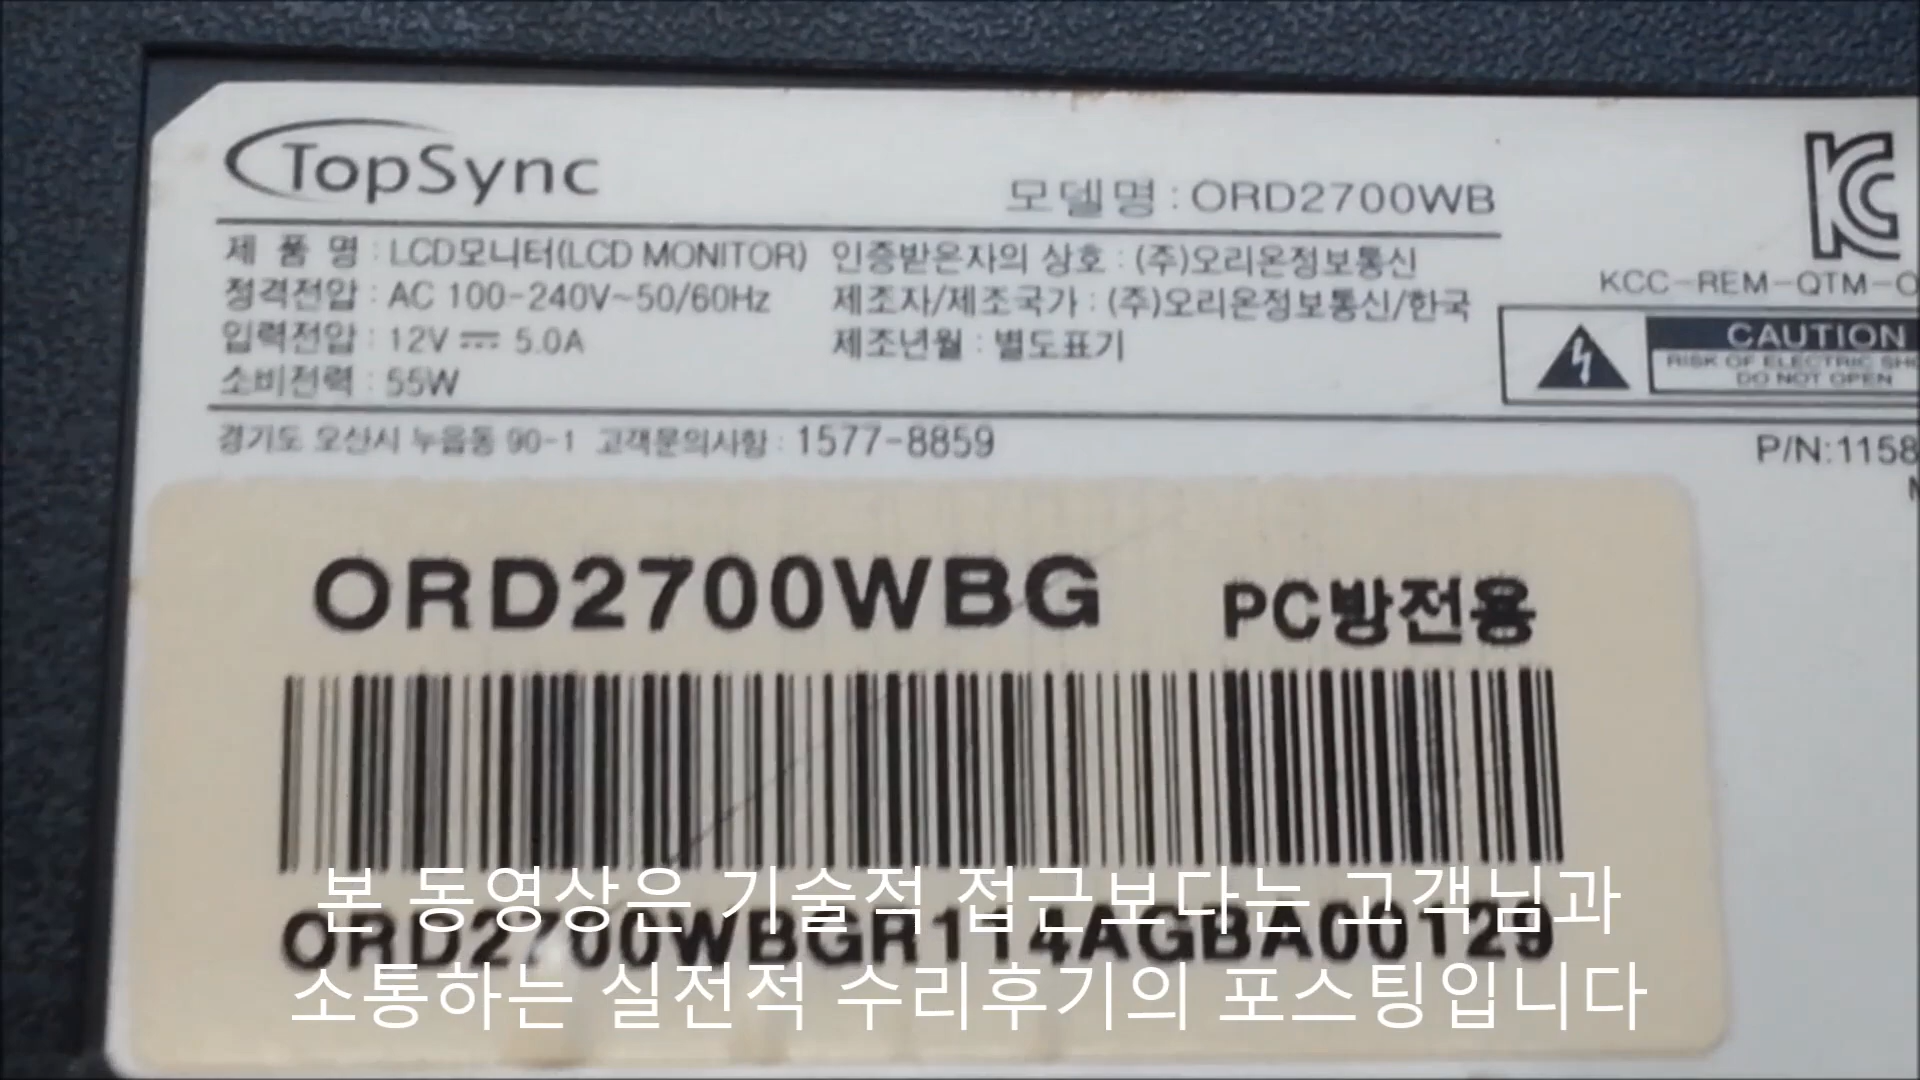 TopSync
모델명 : ORD2700WB
제 품 명 : LCD모니터(LCD MONITOR) 인증받은자의 상호 : (주)오리온정보통신
KCC-REM-QTM-O
정격전압 : AC 100-240V~50/60Hz 제조자/제조국가 : (주)오리온정보통신/한국
입력전압 : 12V ⎓ 5.0A 제조년월 : 별도표기
소비전력 : 55W
CAUTION
RISK OF ELECTRIC SHO
DO NOT OPEN
경기도 오산시 누읍동 90-1 고객문의사항 : 1577-8859
P/N:1158
ORD2700WBG PC방전용
본 동영상은 기술적 접근보다는 고객님과
ORD2700WBGR114AGBA00129
소통하는 실전적 수리후기의 포스팅입니다